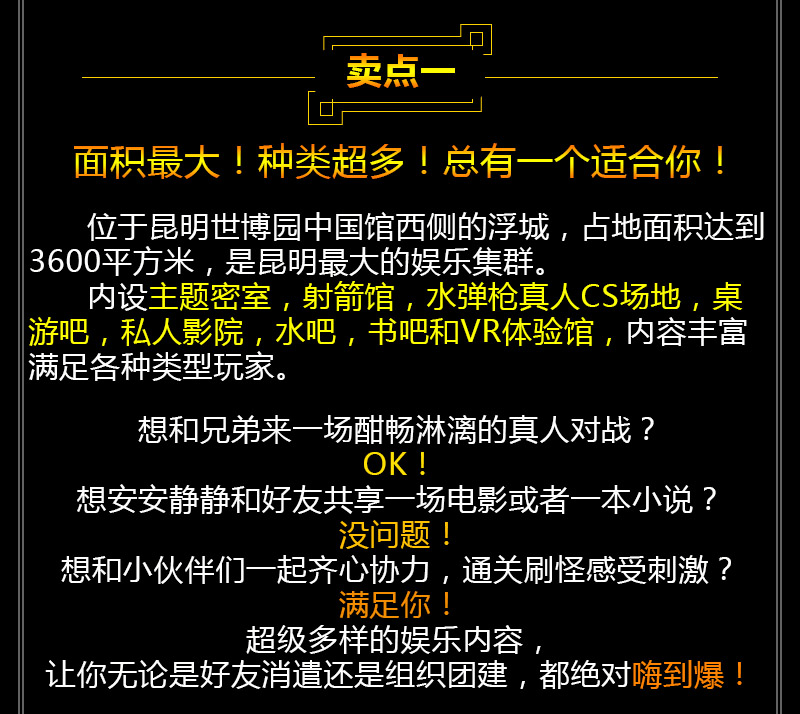 卖点一
面积最大！种类超多！总有一个适合你！
位于昆明世博园中国馆西侧的浮城，占地面积达到
3600平方米，是昆明最大的娱乐集群。
内设主题密室，射箭馆，水弹枪真人CS场地，桌
游吧，私人影院，水吧，书吧和VR体验馆，内容丰富
满足各种类型玩家。
想和兄弟来一场酣畅淋漓的真人对战？
OK！
想安安静静和好友共享一场电影或者一本小说？
没问题！
想和小伙伴们一起齐心协力，通关刷怪感受刺激？
满足你！
超级多样的娱乐内容，
让你无论是好友消遣还是组织团建，都绝对嗨到爆！